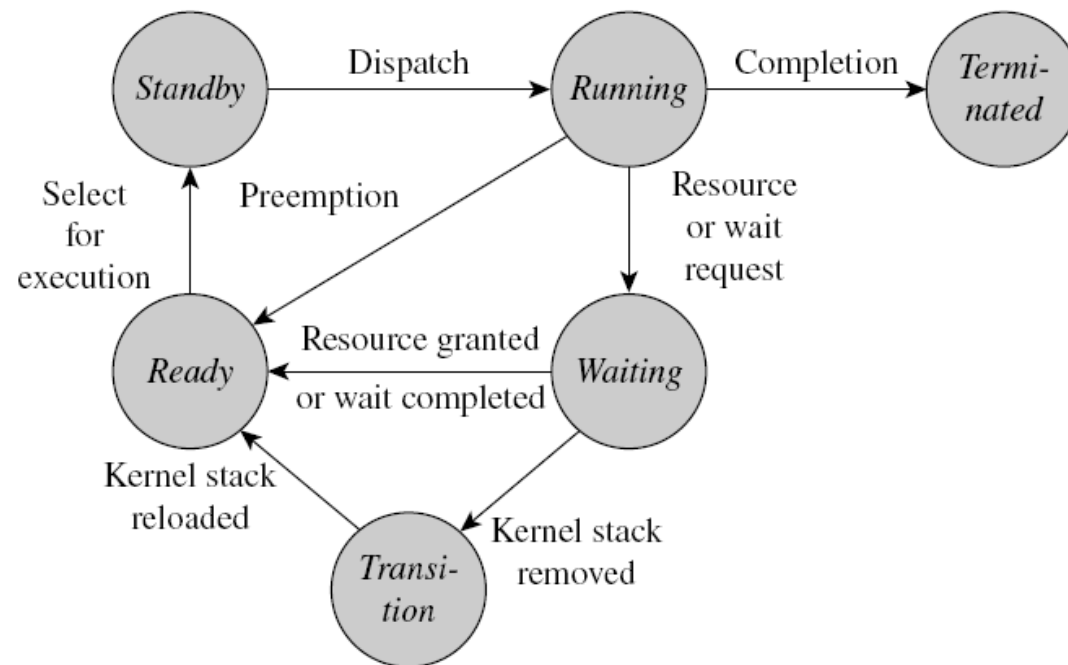 Standby
Dispatch
Running
Completion
Termi-
nated
Select
for
execution
Preemption
Resource
or wait
request
Ready
Resource granted
or wait completed
Waiting
Kernel stack
reloaded
Transi-
tion
Kernel stack
removed